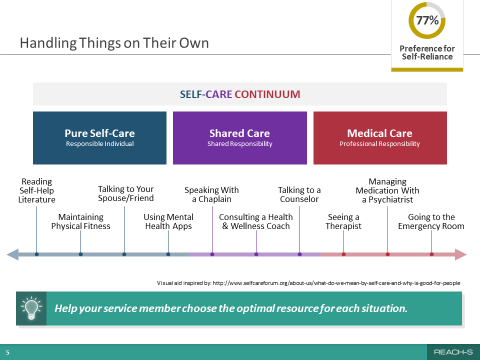 Handling Things on Their Own
77%
Preference for
Self-Reliance
SELF-CARE CONTINUUM
Pure Self-Care
Responsible Individual
Shared Care
Shared Responsibility
Medical Care
Professional Responsibility
Reading
Self-Help
Literature
Maintaining
Physical Fitness
Talking to Your
Spouse/Friend
Using Mental
Health Apps
Speaking With
a Chaplain
Consulting a Health
& Wellness Coach
Talking to a
Counselor
Seeing a
Therapist
Managing
Medication With
a Psychiatrist
Going to the
Emergency Room
Visual aid inspired by: http://www.selfcareforum.org/about-us/what-do-we-mean-by-self-care-and-why-is-good-for-people
Help your service member choose the optimal resource for each situation.
5
REACH-S